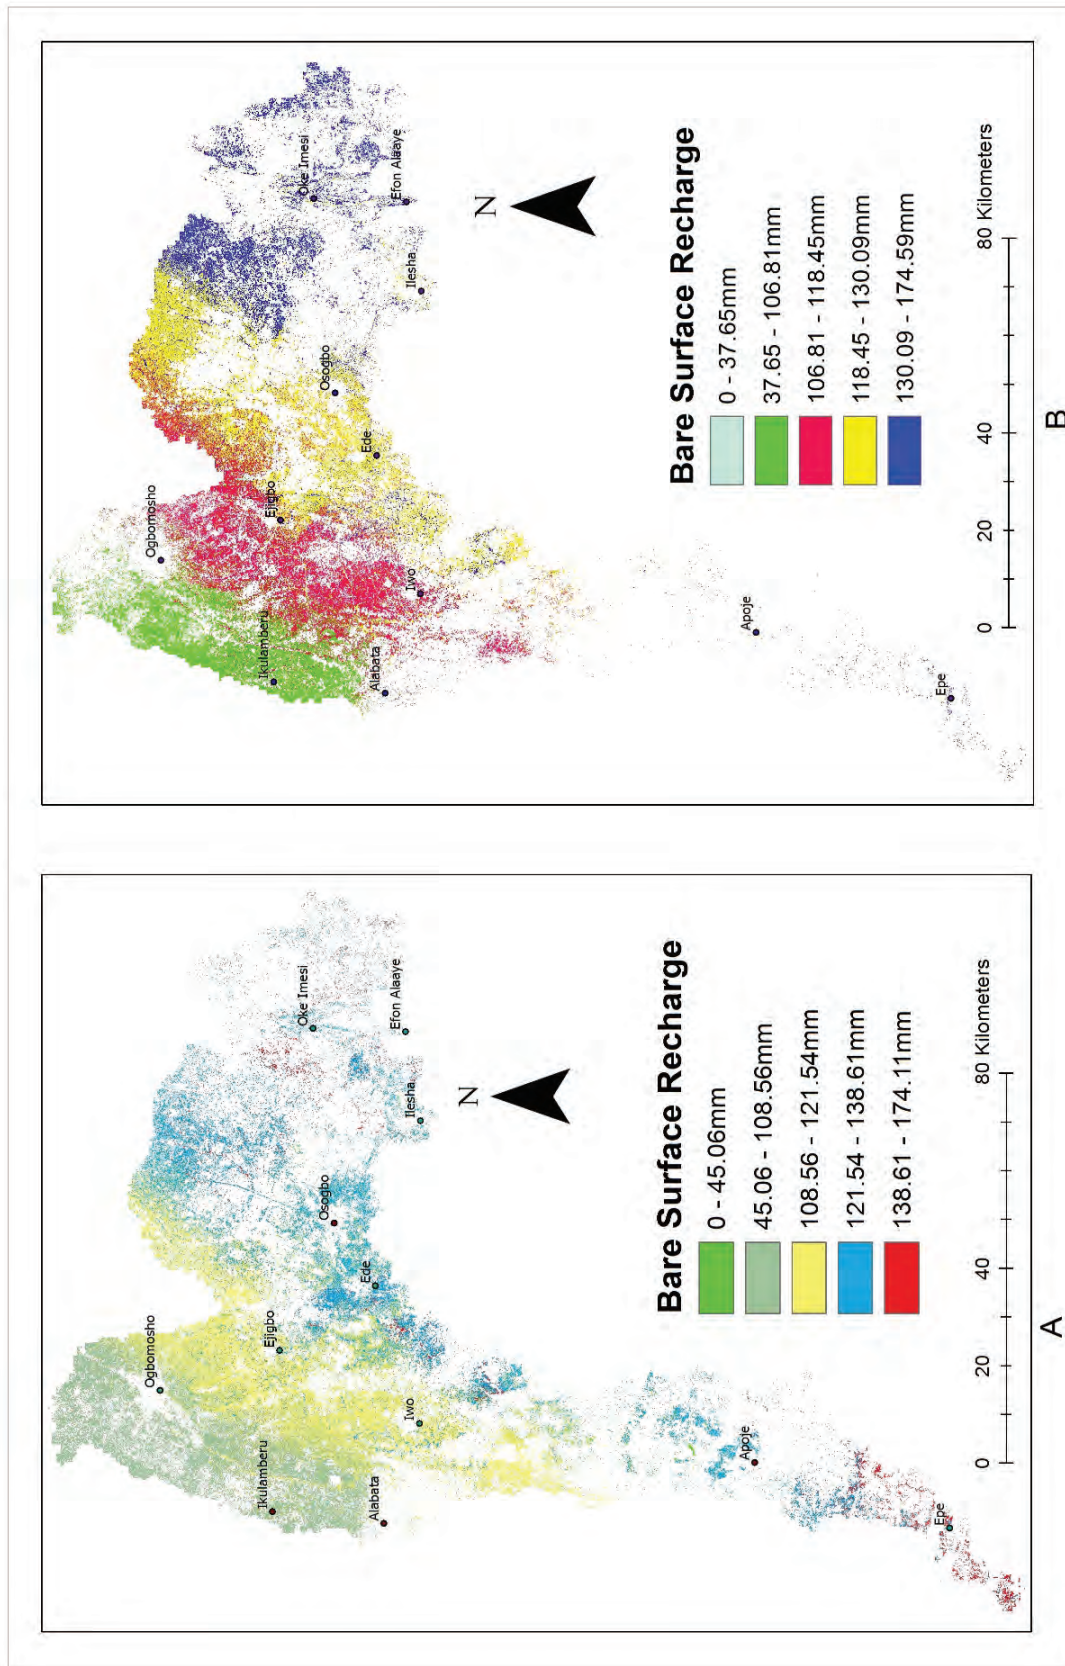 Ogbomosho
Ikulamberu
Ejigbo
Oke Imesi
Osogbo
Alabata
Iwo
Ede
Ilesha
Efon Alaaye
N
Apoje
Epe
Bare Surface Recharge
0 - 45.06mm
45.06 - 108.56mm
108.56 - 121.54mm
121.54 - 138.61mm
138.61 - 174.11mm
0 20 40 80 Kilometers
A
Ogbomosho
Ikulamberu
Ejigbo
Oke Imesi
Osogbo
Alabata
Iwo
Ede
Ilesha
Efon Alaaye
N
Apoje
Epe
Bare Surface Recharge
0 - 37.65mm
37.65 - 106.81mm
106.81 - 118.45mm
118.45 - 130.09mm
130.09 - 174.59mm
0 20 40 80 Kilometers
B